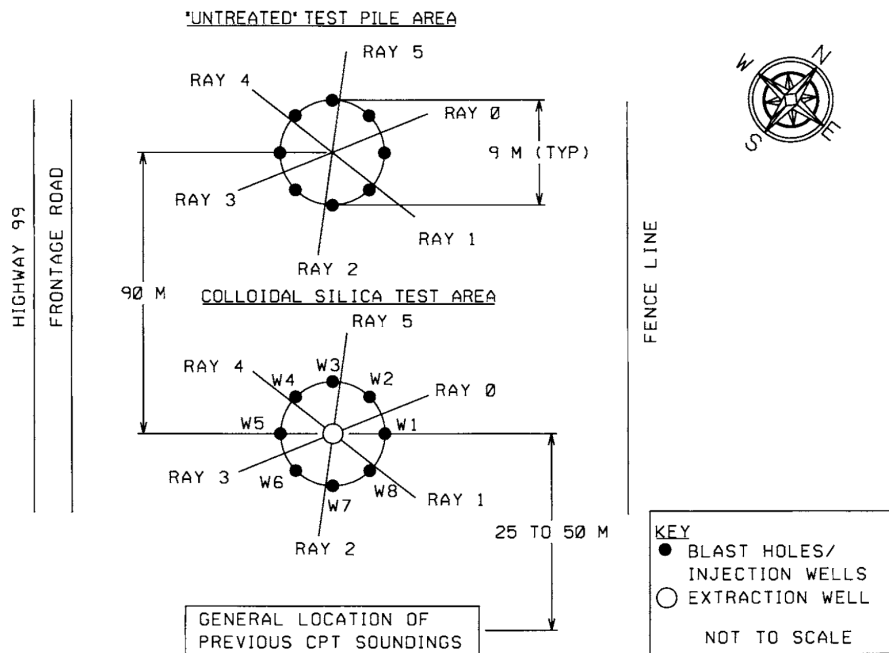 "UNTREATED" TEST PILE AREA
RAY 5
RAY 4
RAY 0
9 M (TYP)
RAY 3
RAY 1
RAY 2
W
N
S
E
HIGHWAY 99
FRONTAGE ROAD
90 M
FENCE LINE
COLLOIDAL SILICA TEST AREA
RAY 5
RAY 4
W3
W4
W2
RAY 0
W5
W1
RAY 3
W6
W8
W7
RAY 1
RAY 2
25 TO 50 M
GENERAL LOCATION OF
PREVIOUS CPT SOUNDINGS
KEY
BLAST HOLES/
INJECTION WELLS
EXTRACTION WELL
NOT TO SCALE